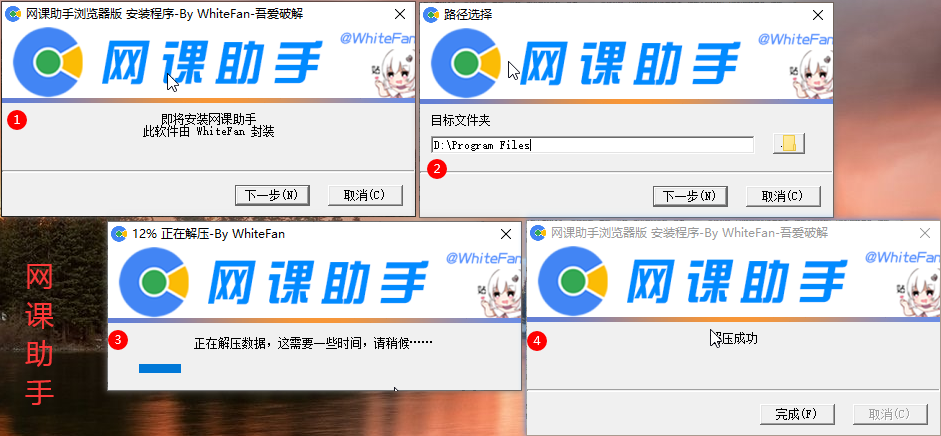 网课助手浏览器版 安装程序-By WhiteFan-吾爱破解
网课助手
@WhiteFan
1
即将安装网课助手
此软件由 WhiteFan 封装
下一步(N)
取消(C)
路径选择
网课助手
@WhiteFan
目标文件夹
D:\Program Files
2
下一步(N)
取消(C)
网课助手
12% 正在解压-By WhiteFan
网课助手
@WhiteFan
3
正在解压数据，这需要一些时间，请稍候······
网课助手浏览器版 安装程序-By WhiteFan-吾爱破解
网课助手
@WhiteFan
4
压成功
完成(F)
取消(C)